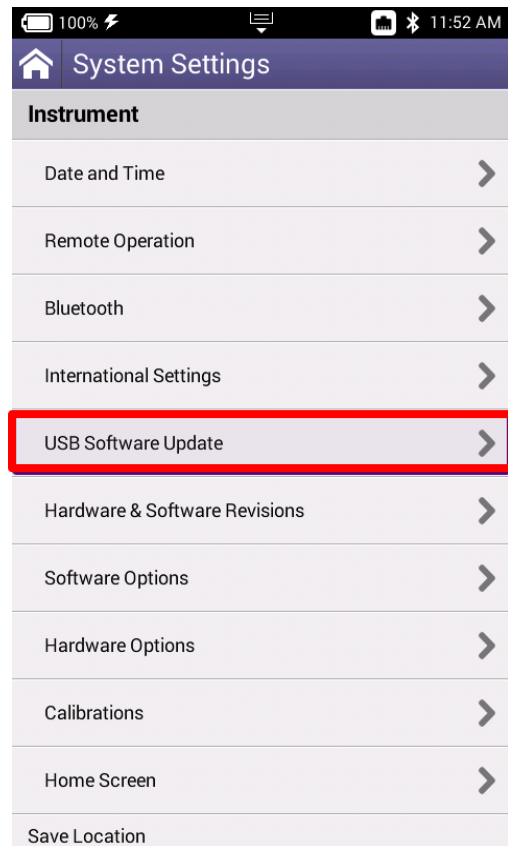 100% 11:52 AM
System Settings
Instrument
Date and Time
Remote Operation
Bluetooth
International Settings
USB Software Update
Hardware & Software Revisions
Software Options
Hardware Options
Calibrations
Home Screen
Save Location